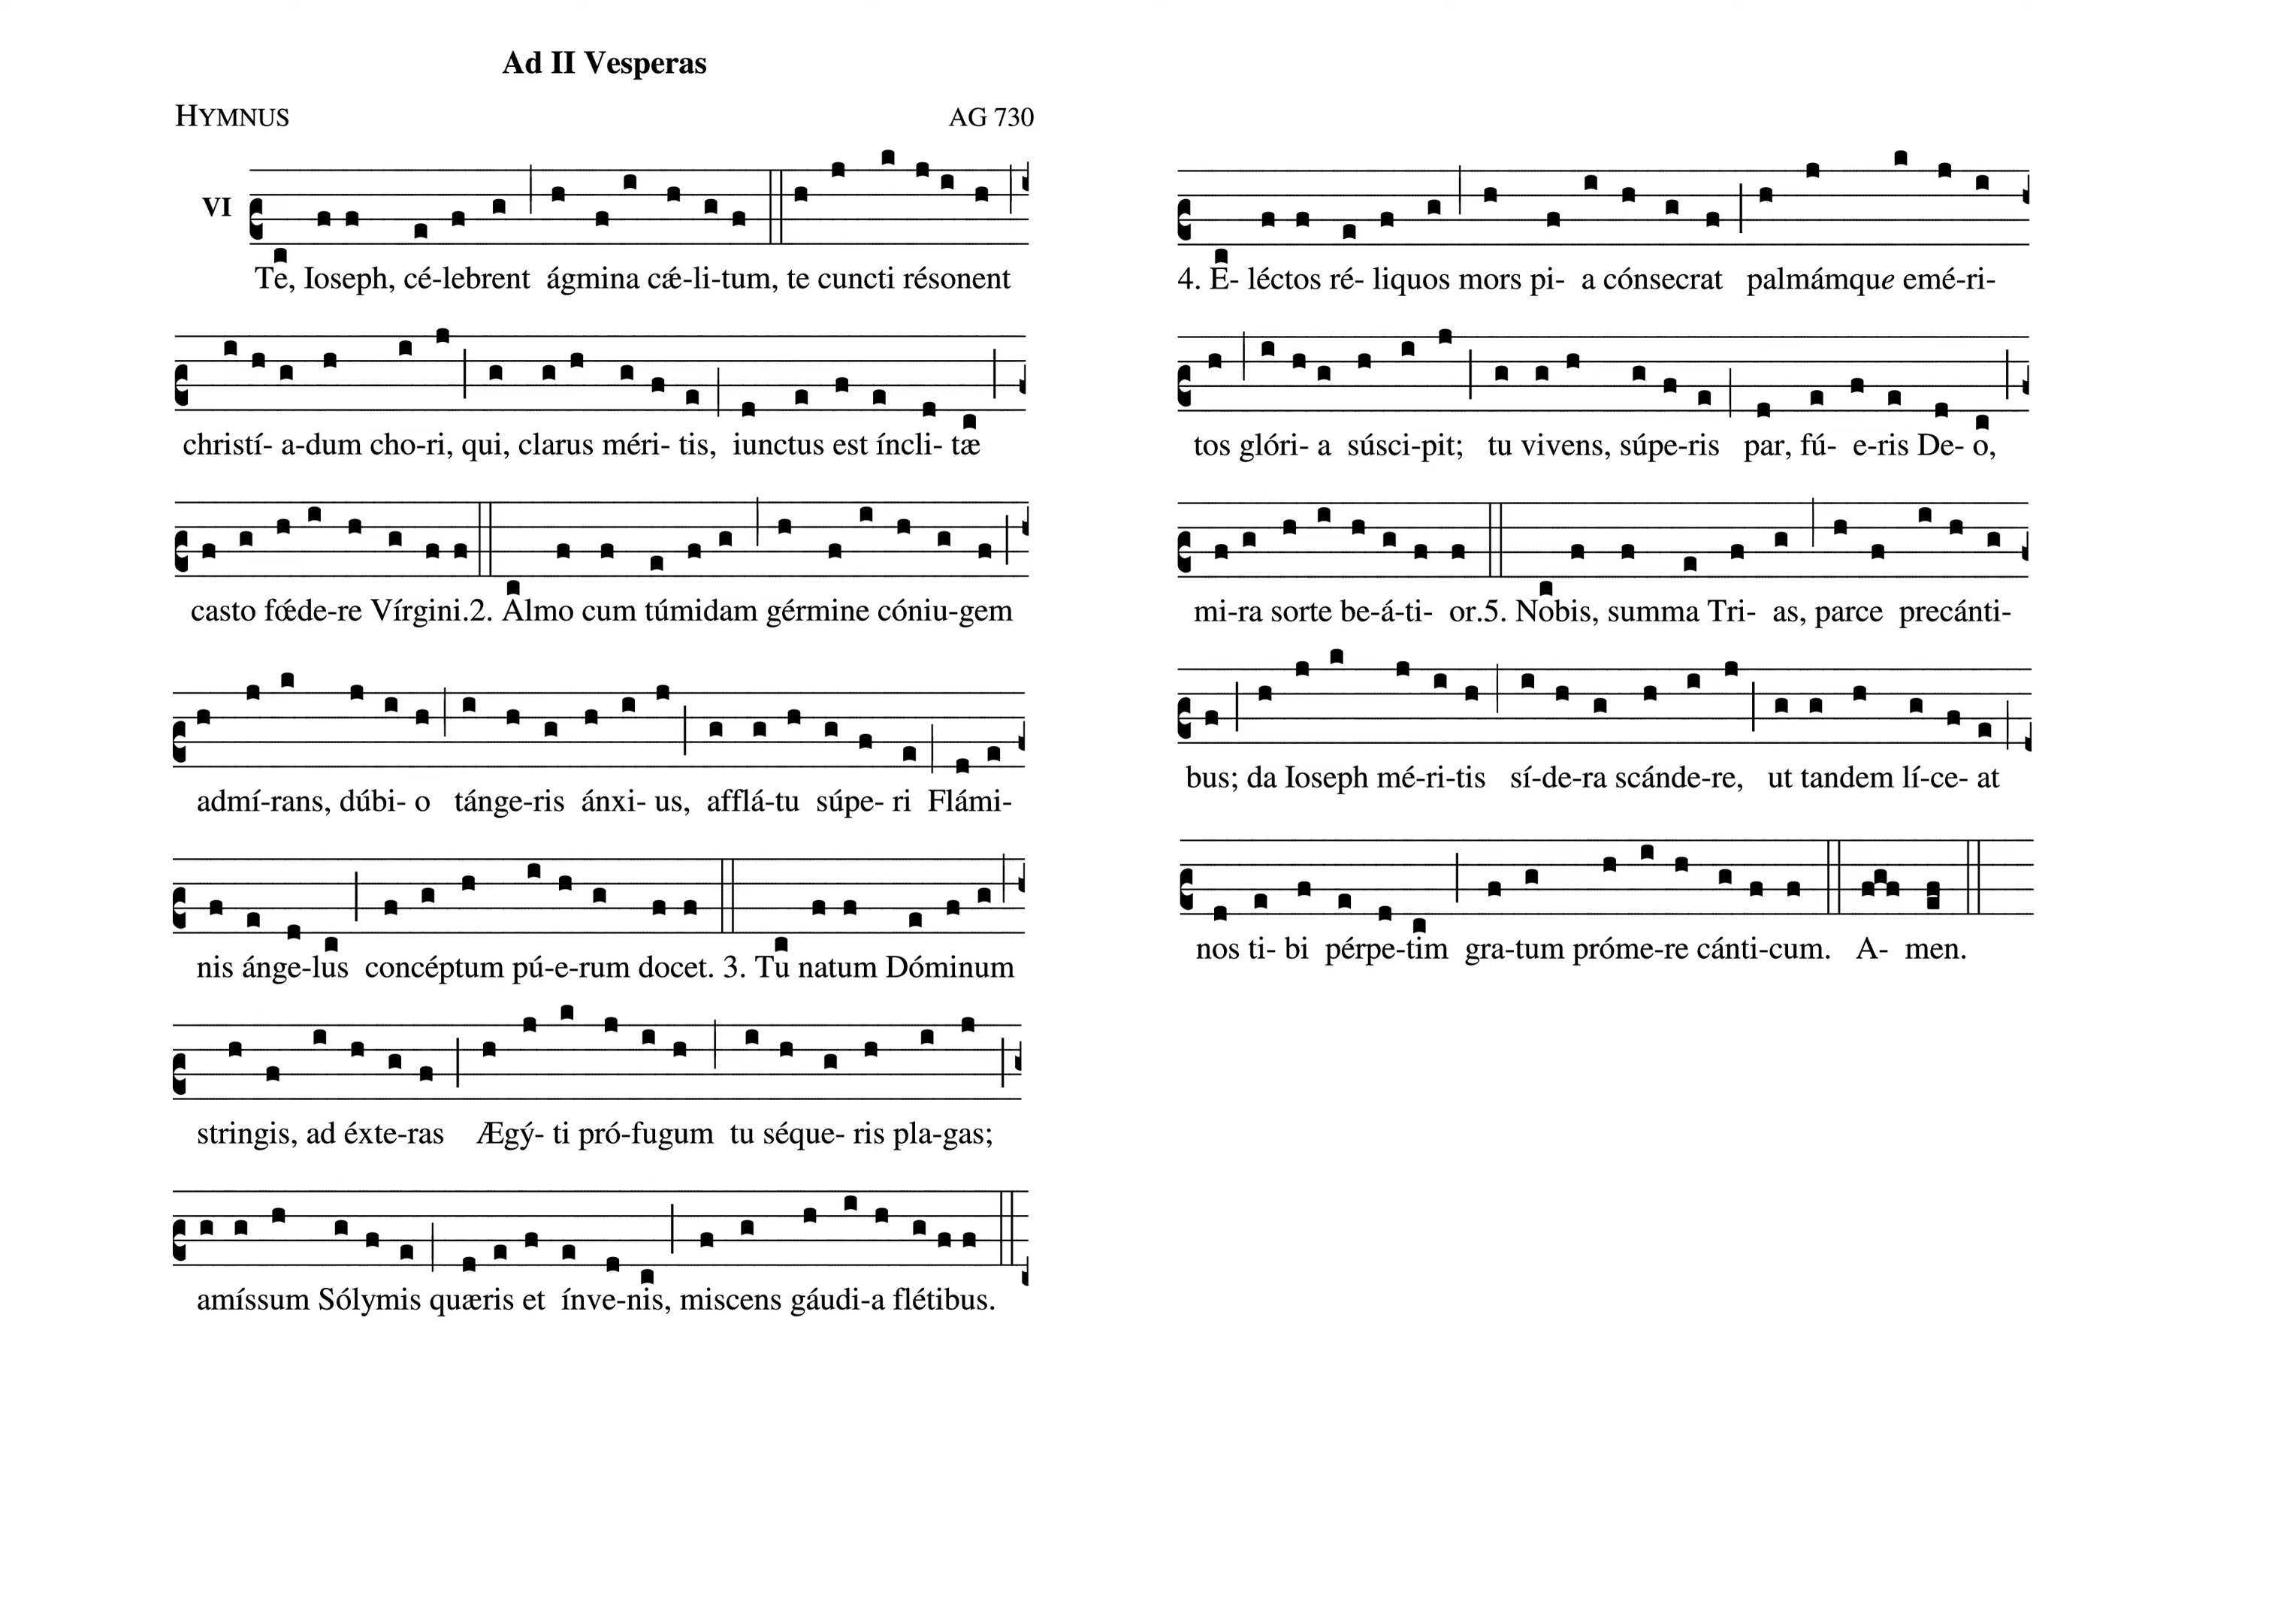 Ad II Vesperas
HYMNUS AG 730
VI
Te, Ioseph, cé-lebrent ágmina cǽ-li-tum, te cuncti résonent
christí- a-dum cho-ri, qui, clarus méri- tis, iunctus est íncli- tæ
casto fœ́de-re Vírgini.2. Almo cum túmidam gérmine cóniu-gem
admí-rans, dúbi- o tánge-ris ánxi- us, afflá-tu súpe- ri Flámi-
nis ánge-lus concéptum pú-e-rum docet. 3. Tu natum Dóminum
stringis, ad éxte-ras Ægý- ti pró-fugum tu séque- ris pla-gas;
amíssum Sólymis quæris et ínve-nis, miscens gáudi-a flétibus.
4. E- léctos ré- liquos mors pi- a cónsecrat palmámque emé-ri-
tos glóri- a súsci-pit; tu vivens, súpe-ris par, fú- e-ris De- o,
mi-ra sorte be-á-ti- or.5. Nobis, summa Tri- as, parce precánti-
bus; da Ioseph mé-ri-tis sí-de-ra scánde-re, ut tandem lí-ce- at
nos ti- bi pérpe-tim gra-tum próme-re cánti-cum. A- men.